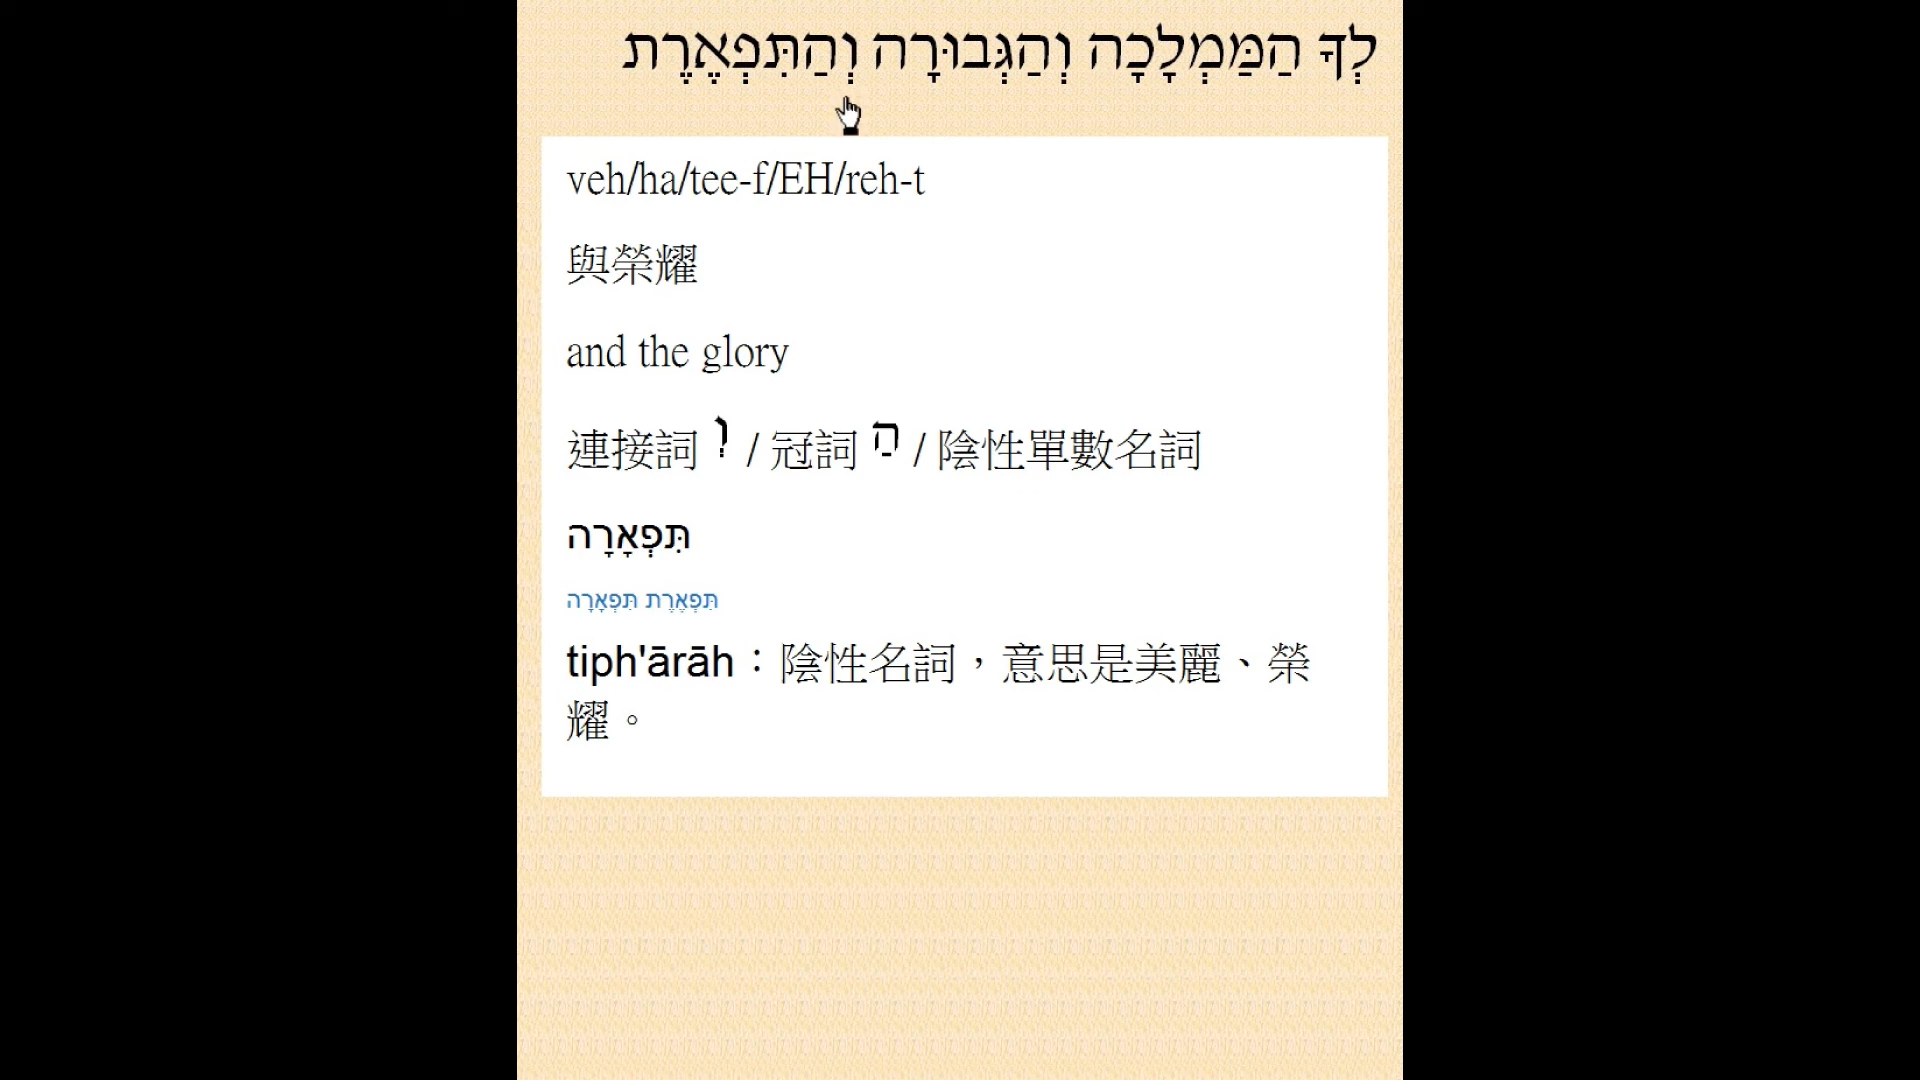 לְךָ הַמַּמְלָכָה וְהַגְּבוּרָה וְהַתִּפְאֶרֶת
veh/ha/tee-f/EH/reh-t
與榮耀
and the glory
連接詞 וְ / 冠詞 הַ / 陰性單數名詞
תִּפְאָרָה
תִּפְאֶרֶת תִּפְאָרָה
tiph'ārāh：陰性名詞，意思是美麗、榮
耀。